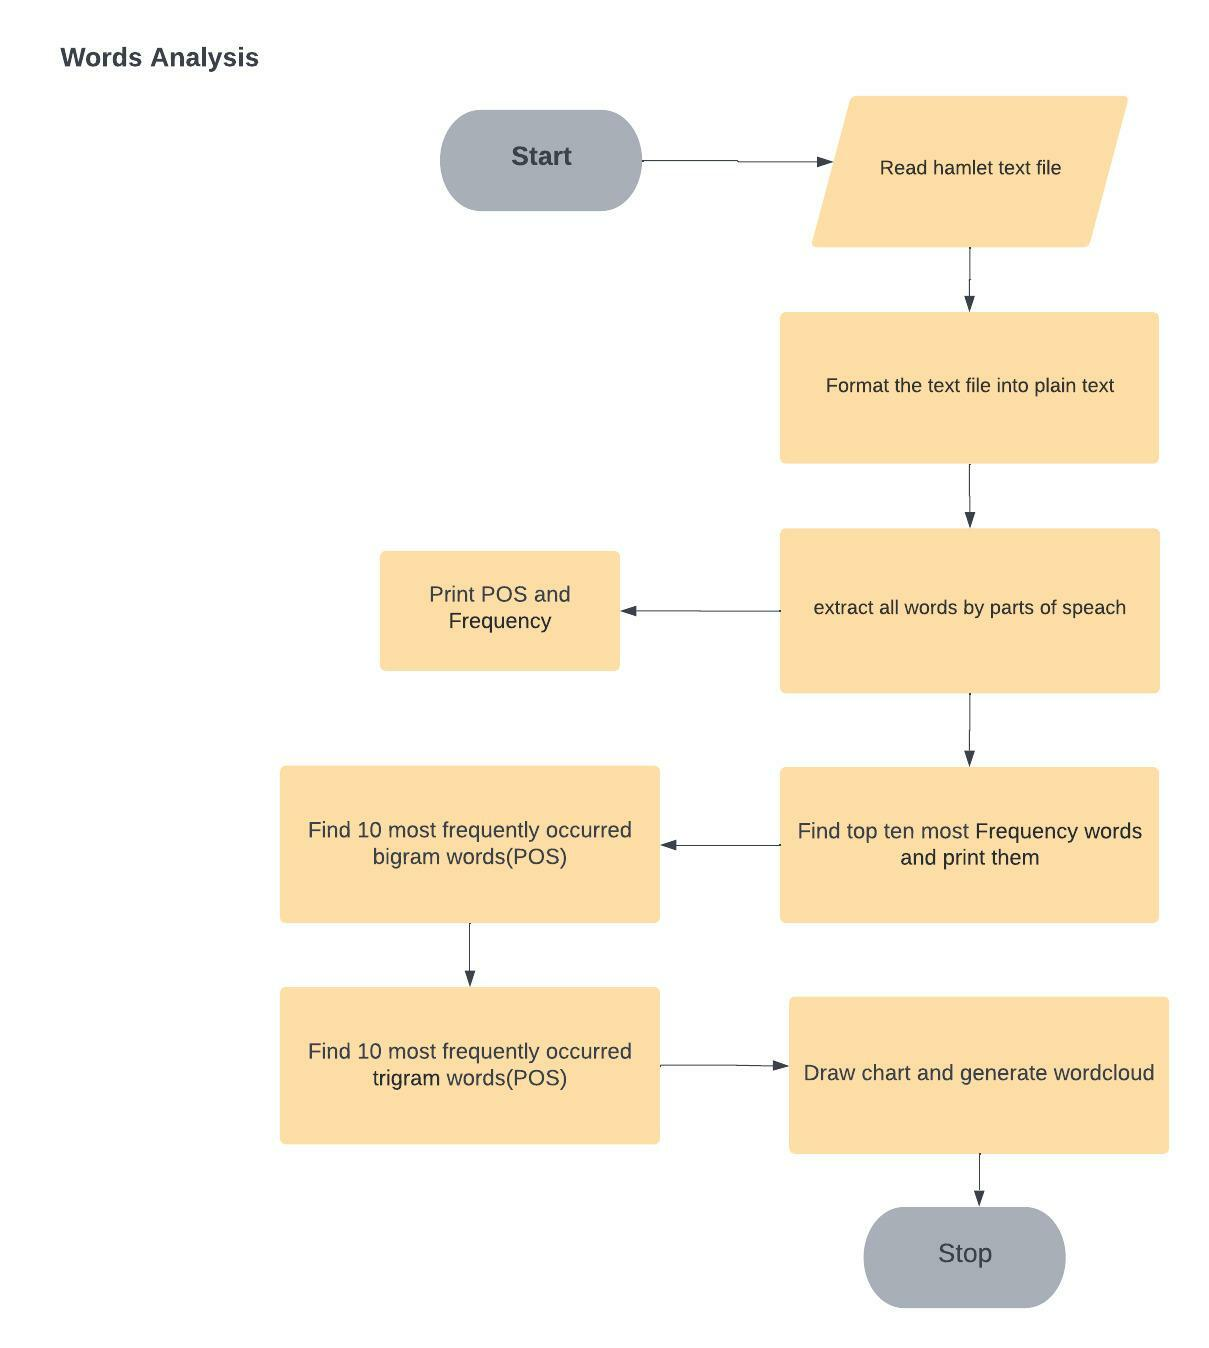 Words Analysis
Start
Read hamlet text file
Format the text file into plain text
extract all words by parts of speach
Print POS and
Frequency
Find top ten most Frequency words
and print them
Find 10 most frequently occurred
bigram words(POS)
Find 10 most frequently occurred
trigram words(POS)
Draw chart and generate wordcloud
Stop